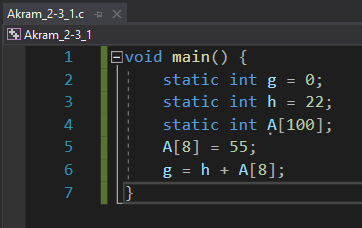 Akram_2-3_1.c
Akram_2-3_1
1 void main() {
2 static int g = 0;
3 static int h = 22;
4 static int A[100];
5 A[8] = 55;
6 g = h + A[8];
7 }